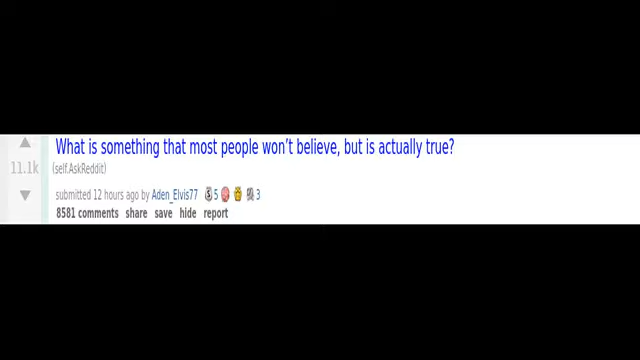 What is something that most people won't believe, but is actually true?
11.1k
(self.AskReddit)
submitted 12 hours ago by Aden_Elvis77 5 3
8581 comments share save hide report